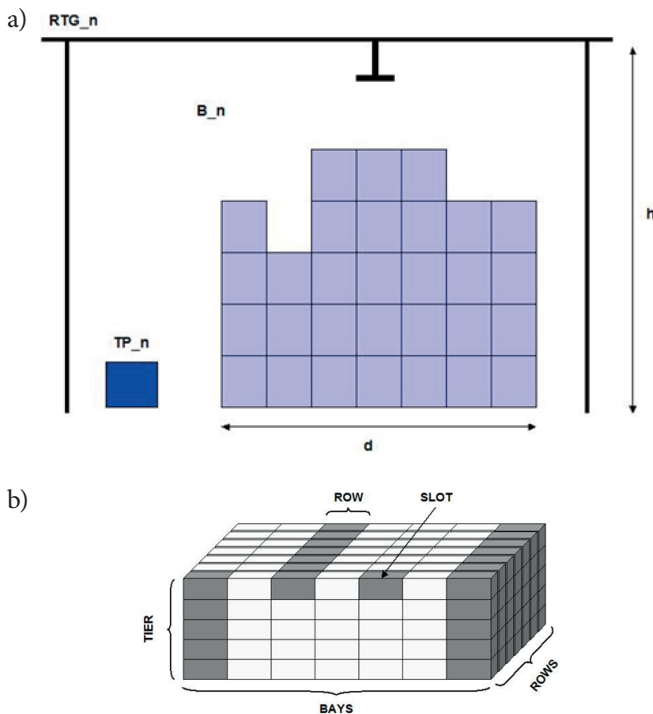 a)
RTG_n
B_n
h
TP_n
d
b)
ROW
SLOT
TIER
ROWS
BAYS